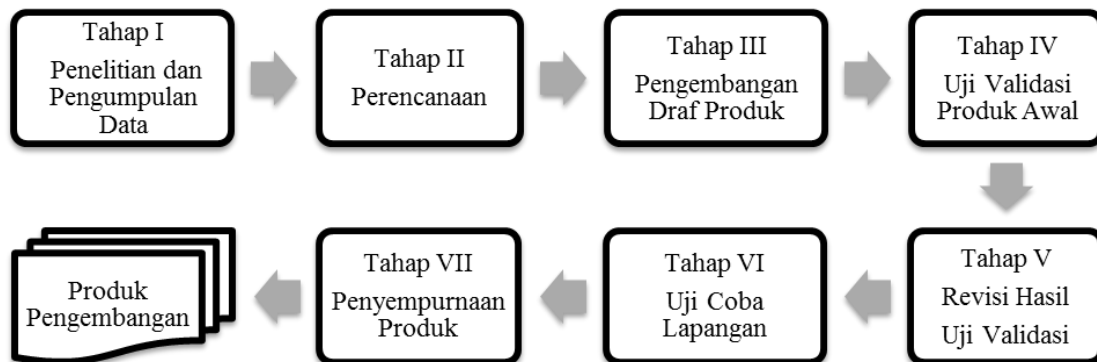 Tahap I
Penelitian dan
Pengumpulan
Data
Tahap II
Perencanaan
Tahap III
Pengembangan
Draf Produk
Tahap IV
Uji Validasi
Produk Awal
Tahap V
Revisi Hasil
Uji Validasi
Tahap VI
Uji Coba
Lapangan
Tahap VII
Penyempurnaan
Produk
Produk
Pengembangan